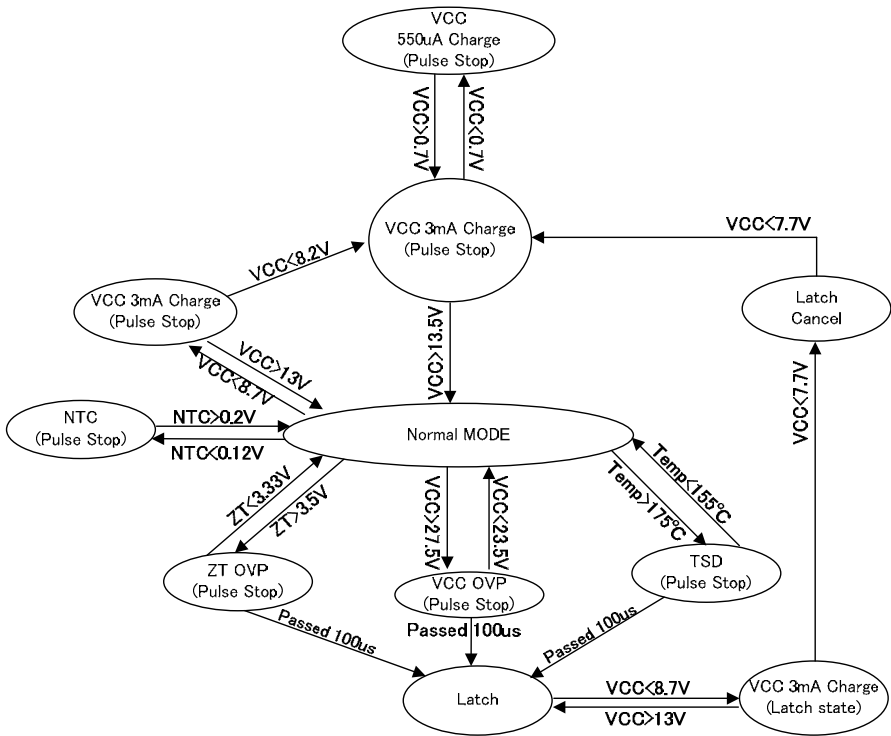 VCC
550uA Charge
(Pulse Stop)
VCC>0.7V
VCC<0.7V
VCC 3mA Charge
(Pulse Stop)
VCC<7.7V
VCC<8.2V
VCC 3mA Charge
(Pulse Stop)
Latch
Cancel
VCC>13.5V
VCC>13V
VCC<8.7V
VCC<7.7V
NTC
(Pulse Stop)
NTC>0.2V
NTC<0.12V
Normal MODE
ZT<3.33V
ZT>3.5V
VCC>27.5V
VCC<23.5V
Temp<155°C
Temp>175°C
ZT OVP
(Pulse Stop)
VCC OVP
(Pulse Stop)
TSD
(Pulse Stop)
Passed 100us
Passed 100us
Passed 100us
Latch
VCC<8.7V
VCC>13V
VCC 3mA Charge
(Latch state)